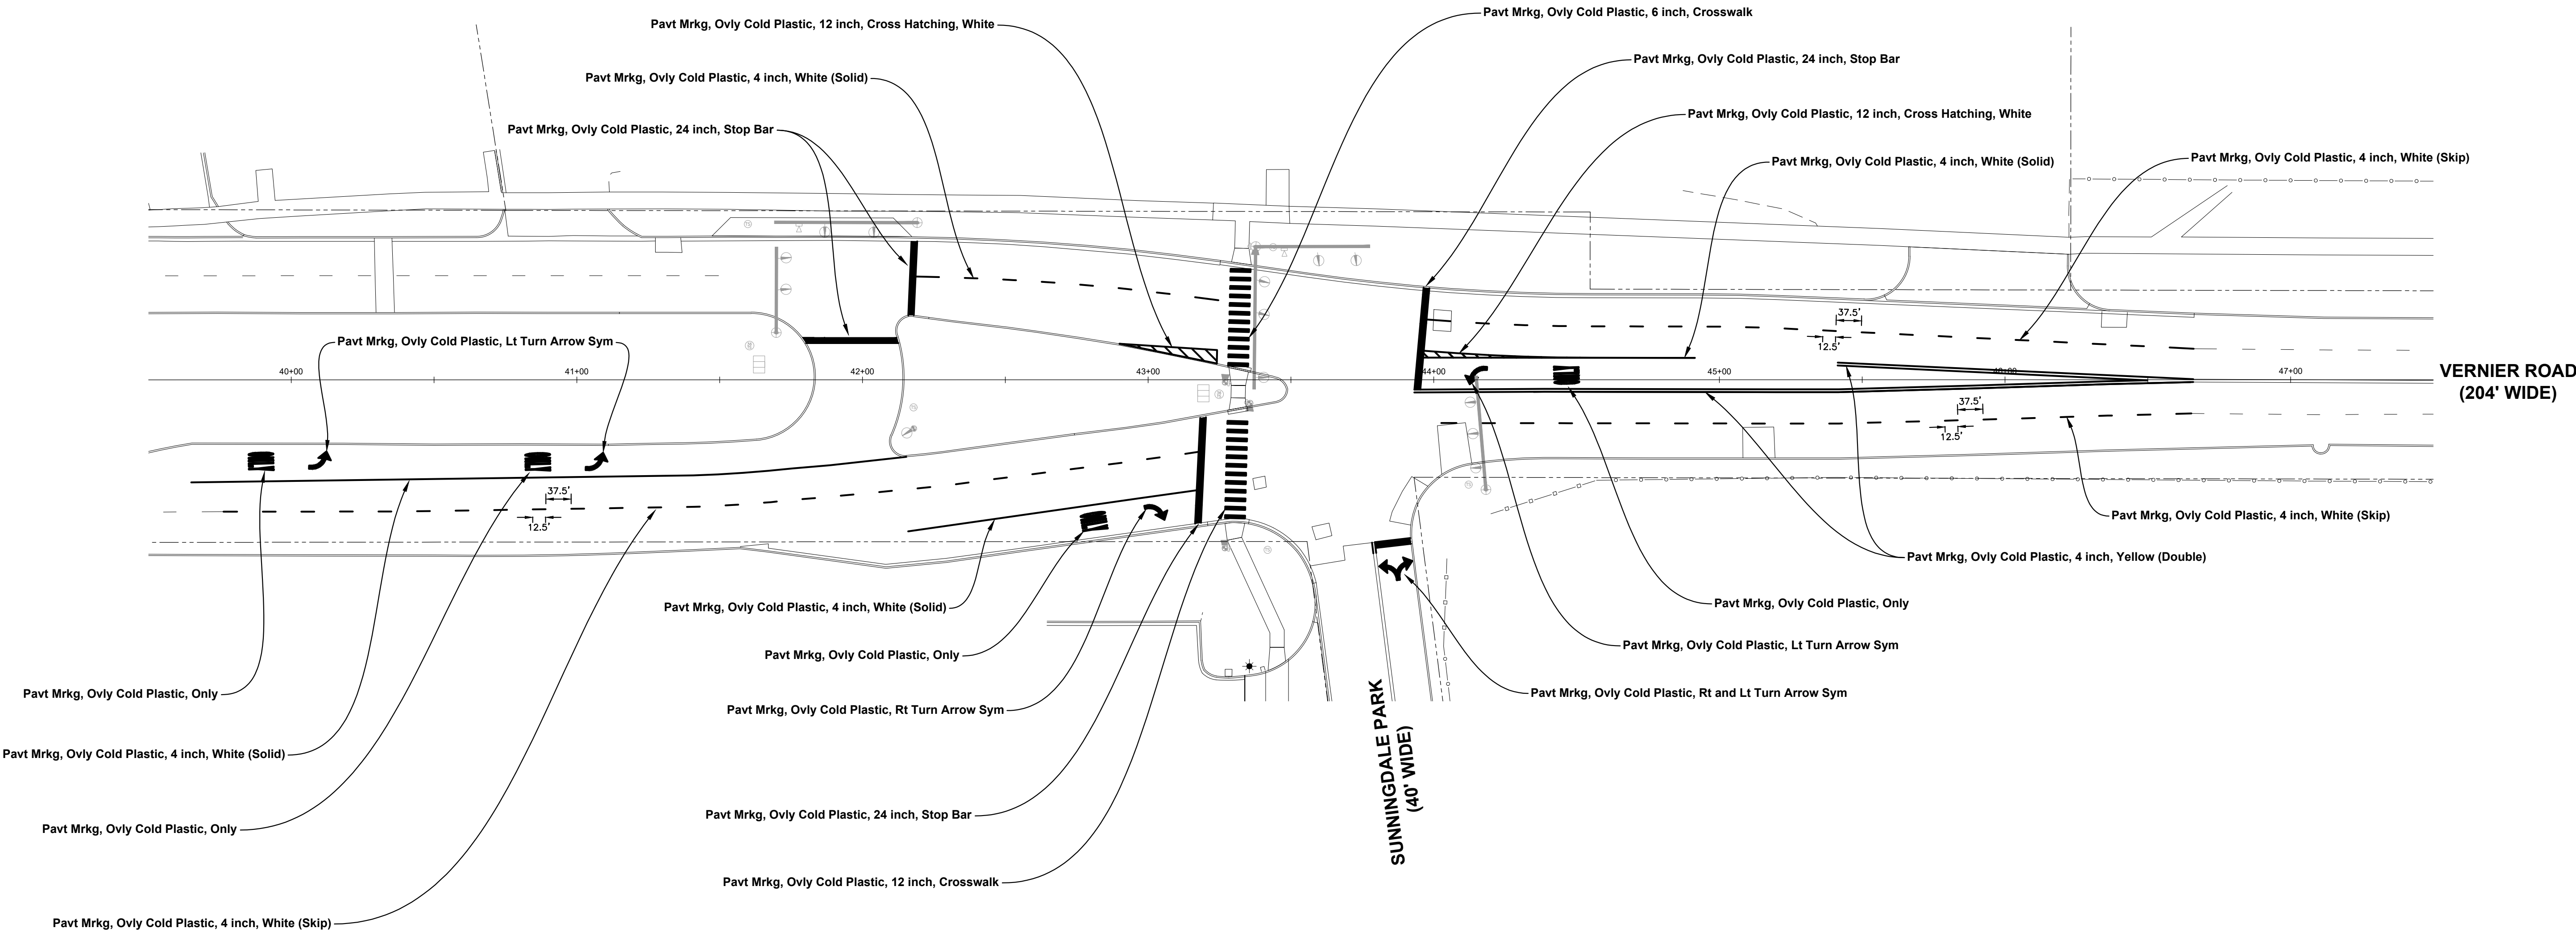 Pavt Mrkg, Ovly Cold Plastic, 6 inch, Crosswalk
Pavt Mrkg, Ovly Cold Plastic, 12 inch, Cross Hatching, White
Pavt Mrkg, Ovly Cold Plastic, 24 inch, Stop Bar
Pavt Mrkg, Ovly Cold Plastic, 4 inch, White (Solid)
Pavt Mrkg, Ovly Cold Plastic, 12 inch, Cross Hatching, White
Pavt Mrkg, Ovly Cold Plastic, 24 inch, Stop Bar
Pavt Mrkg, Ovly Cold Plastic, 4 inch, White (Solid)
Pavt Mrkg, Ovly Cold Plastic, 4 inch, White (Skip)
37.5'
12.5'
Pavt Mrkg, Ovly Cold Plastic, Lt Turn Arrow Sym
40+00
41+00
42+00
43+00
44+00
45+00
46+00
47+00
VERNIER ROAD
(204' WIDE)
37.5'
12.5'
37.5'
12.5'
Pavt Mrkg, Ovly Cold Plastic, 4 inch, White (Skip)
Pavt Mrkg, Ovly Cold Plastic, 4 inch, Yellow (Double)
Pavt Mrkg, Ovly Cold Plastic, 4 inch, White (Solid)
Pavt Mrkg, Ovly Cold Plastic, Only
Pavt Mrkg, Ovly Cold Plastic, Only
Pavt Mrkg, Ovly Cold Plastic, Lt Turn Arrow Sym
Pavt Mrkg, Ovly Cold Plastic, Only
Pavt Mrkg, Ovly Cold Plastic, Rt and Lt Turn Arrow Sym
Pavt Mrkg, Ovly Cold Plastic, Rt Turn Arrow Sym
SUNNINGDALE PARK
(40' WIDE)
Pavt Mrkg, Ovly Cold Plastic, 4 inch, White (Solid)
Pavt Mrkg, Ovly Cold Plastic, 24 inch, Stop Bar
Pavt Mrkg, Ovly Cold Plastic, Only
Pavt Mrkg, Ovly Cold Plastic, 12 inch, Crosswalk
Pavt Mrkg, Ovly Cold Plastic, 4 inch, White (Skip)